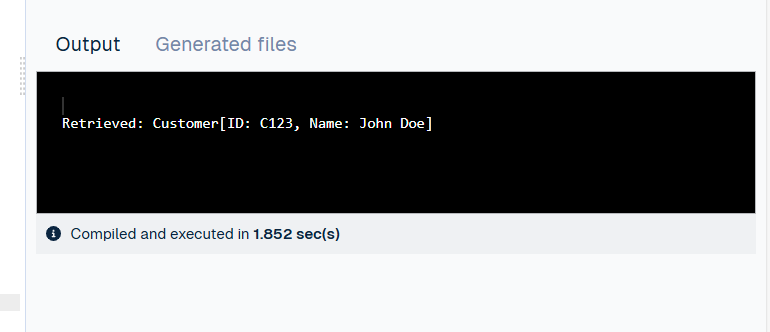 Output Generated files
Retrieved: Customer[ID: C123, Name: John Doe]
Compiled and executed in 1.852 sec(s)